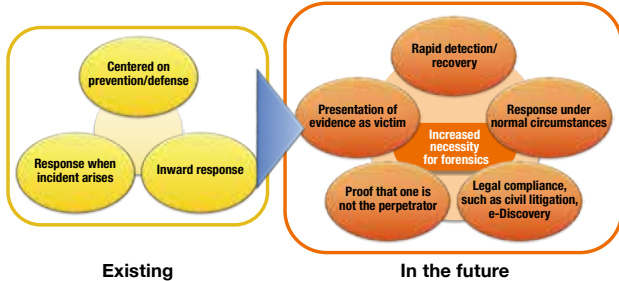 Centered on
prevention/defense
Response when
incident arises
Inward response
Existing
Rapid detection/
recovery
Presentation of
evidence as victim
Response under
normal circumstances
Increased
necessity
for forensics
Proof that one is
not the perpetrator
Legal compliance,
such as civil litigation,
e-Discovery
In the future